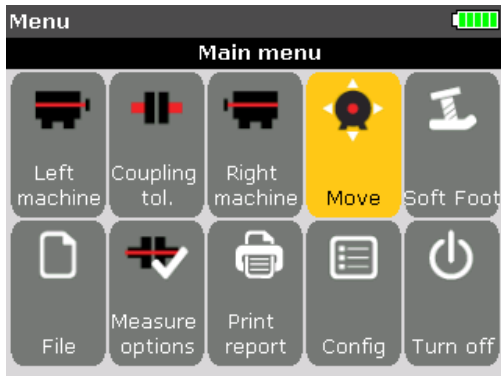 Menu
Main menu
Left machine
Coupling tol.
Right machine
Move
Soft Foot
File
Measure options
Print report
Config
Turn off